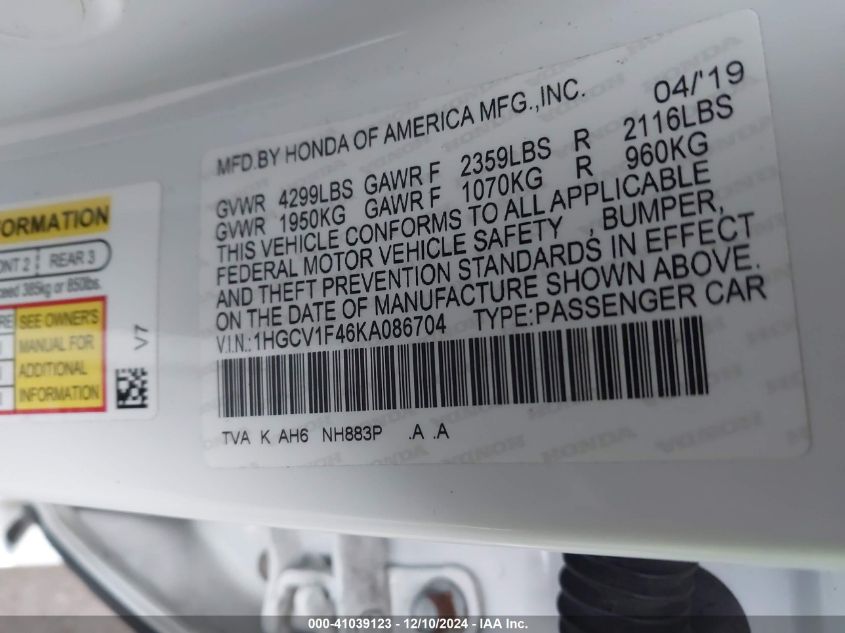 MFD.BY HONDA OF AMERICA MFG.,INC. 04/'19
GVWR 4299LBS GAWR F 2359LBS R 2116LBS
GVWR 1950KG GAWR F 1070KG R 960KG
THIS VEHICLE CONFORMS TO ALL APPLICABLE
FEDERAL MOTOR VEHICLE SAFETY , BUMPER,
AND THEFT PREVENTION STANDARDS IN EFFECT
ON THE DATE OF MANUFACTURE SHOWN ABOVE.
V.I.N.:1HGCV1F46KA086704 TYPE:PASSENGER CAR
TVA K AH6 NH883P .A .A
REAR 3
385kg or 850lbs.
SEE OWNER'S
MANUAL FOR
ADDITIONAL
INFORMATION
V7
000-41039123 - 12/10/2024 - IAA Inc.